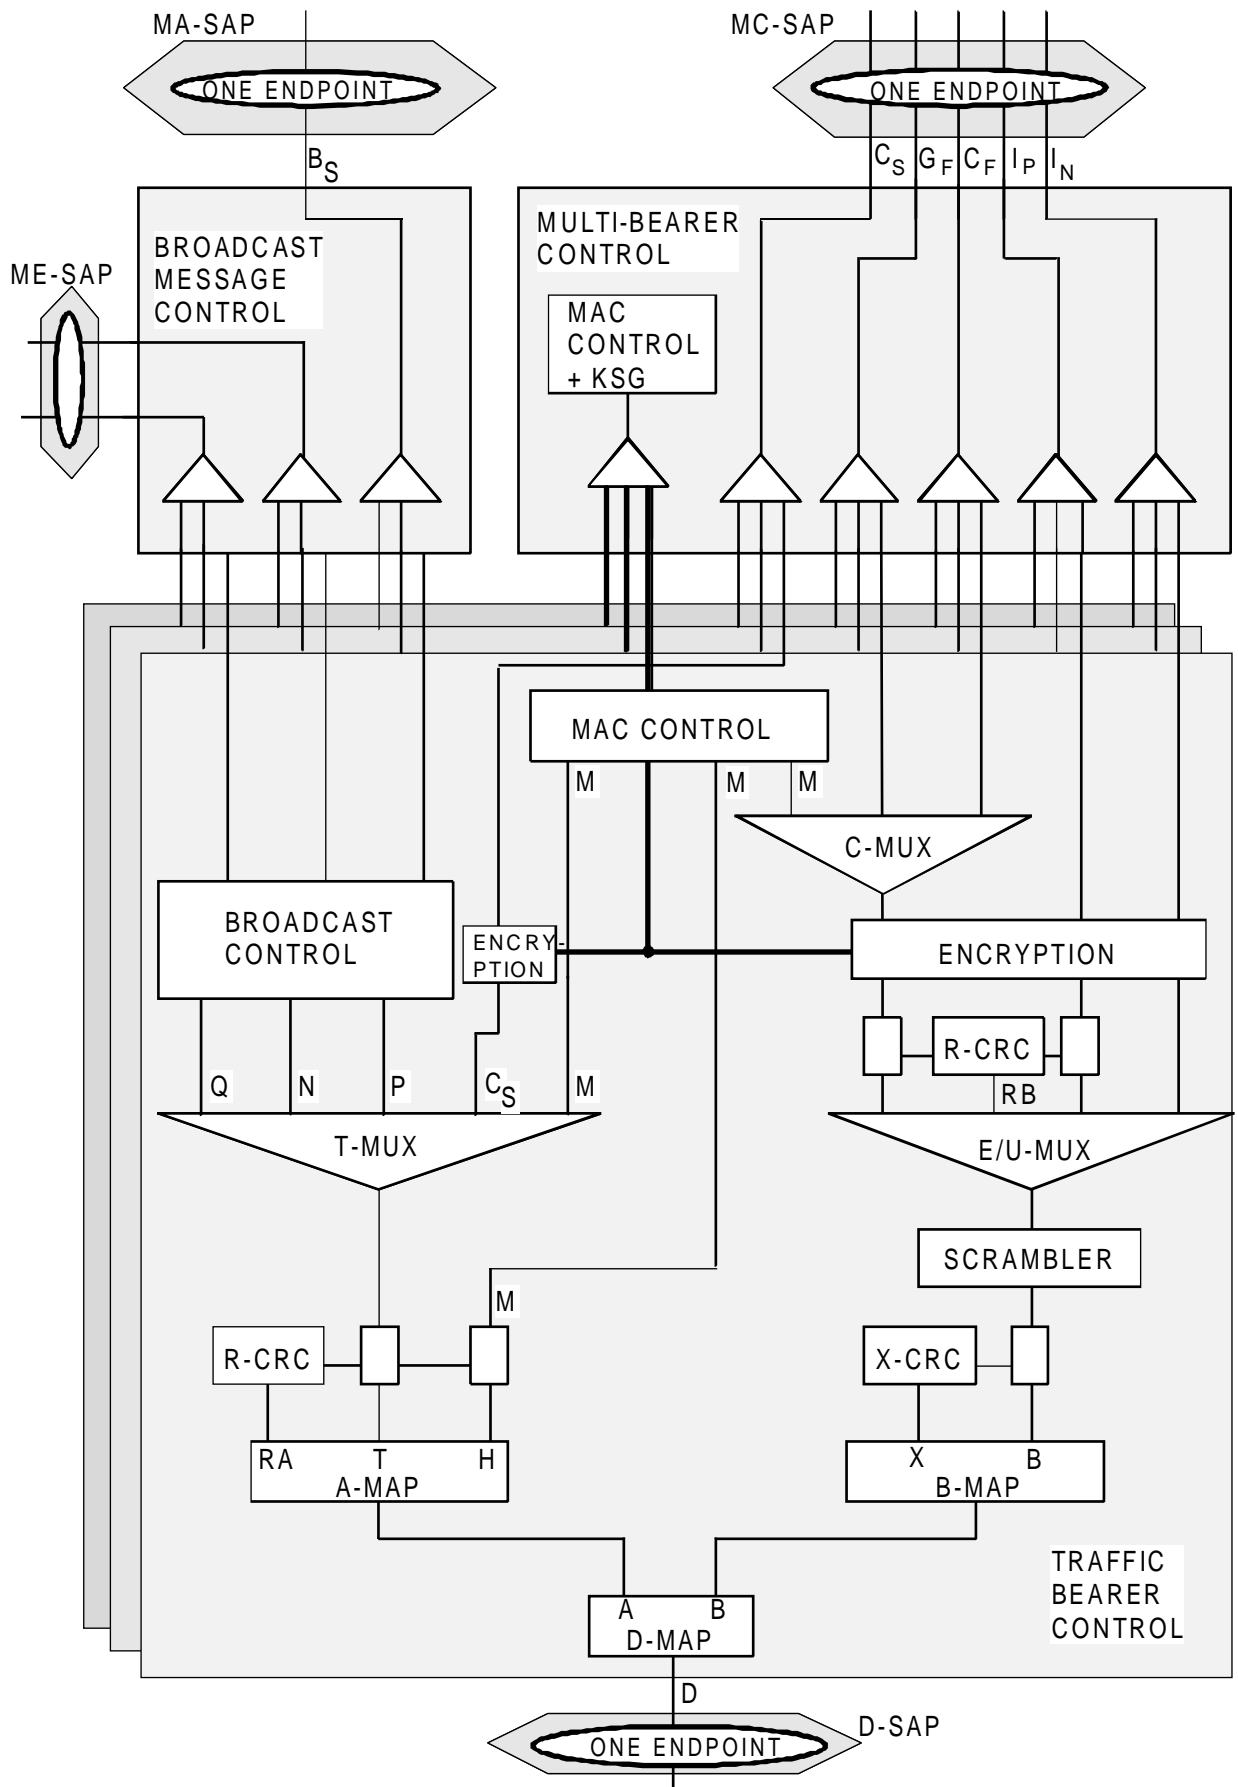 MA-SAP
MC-SAP
ONE ENDPOINT
ONE ENDPOINT
BS
CS GF CF IP IN
ME-SAP
BROADCAST
MESSAGE
CONTROL
MULTI-BEARER
CONTROL
MAC
CONTROL
+ KSG
MAC CONTROL
M
M
M
C-MUX
BROADCAST
CONTROL
ENCRY-
PTION
ENCRYPTION
R-CRC
RB
Q
N
P
CS
M
T-MUX
E/U-MUX
SCRAMBLER
M
R-CRC
X-CRC
RA T H
A-MAP
X B
B-MAP
TRAFFIC
BEARER
CONTROL
A B
D-MAP
D
D-SAP
ONE ENDPOINT